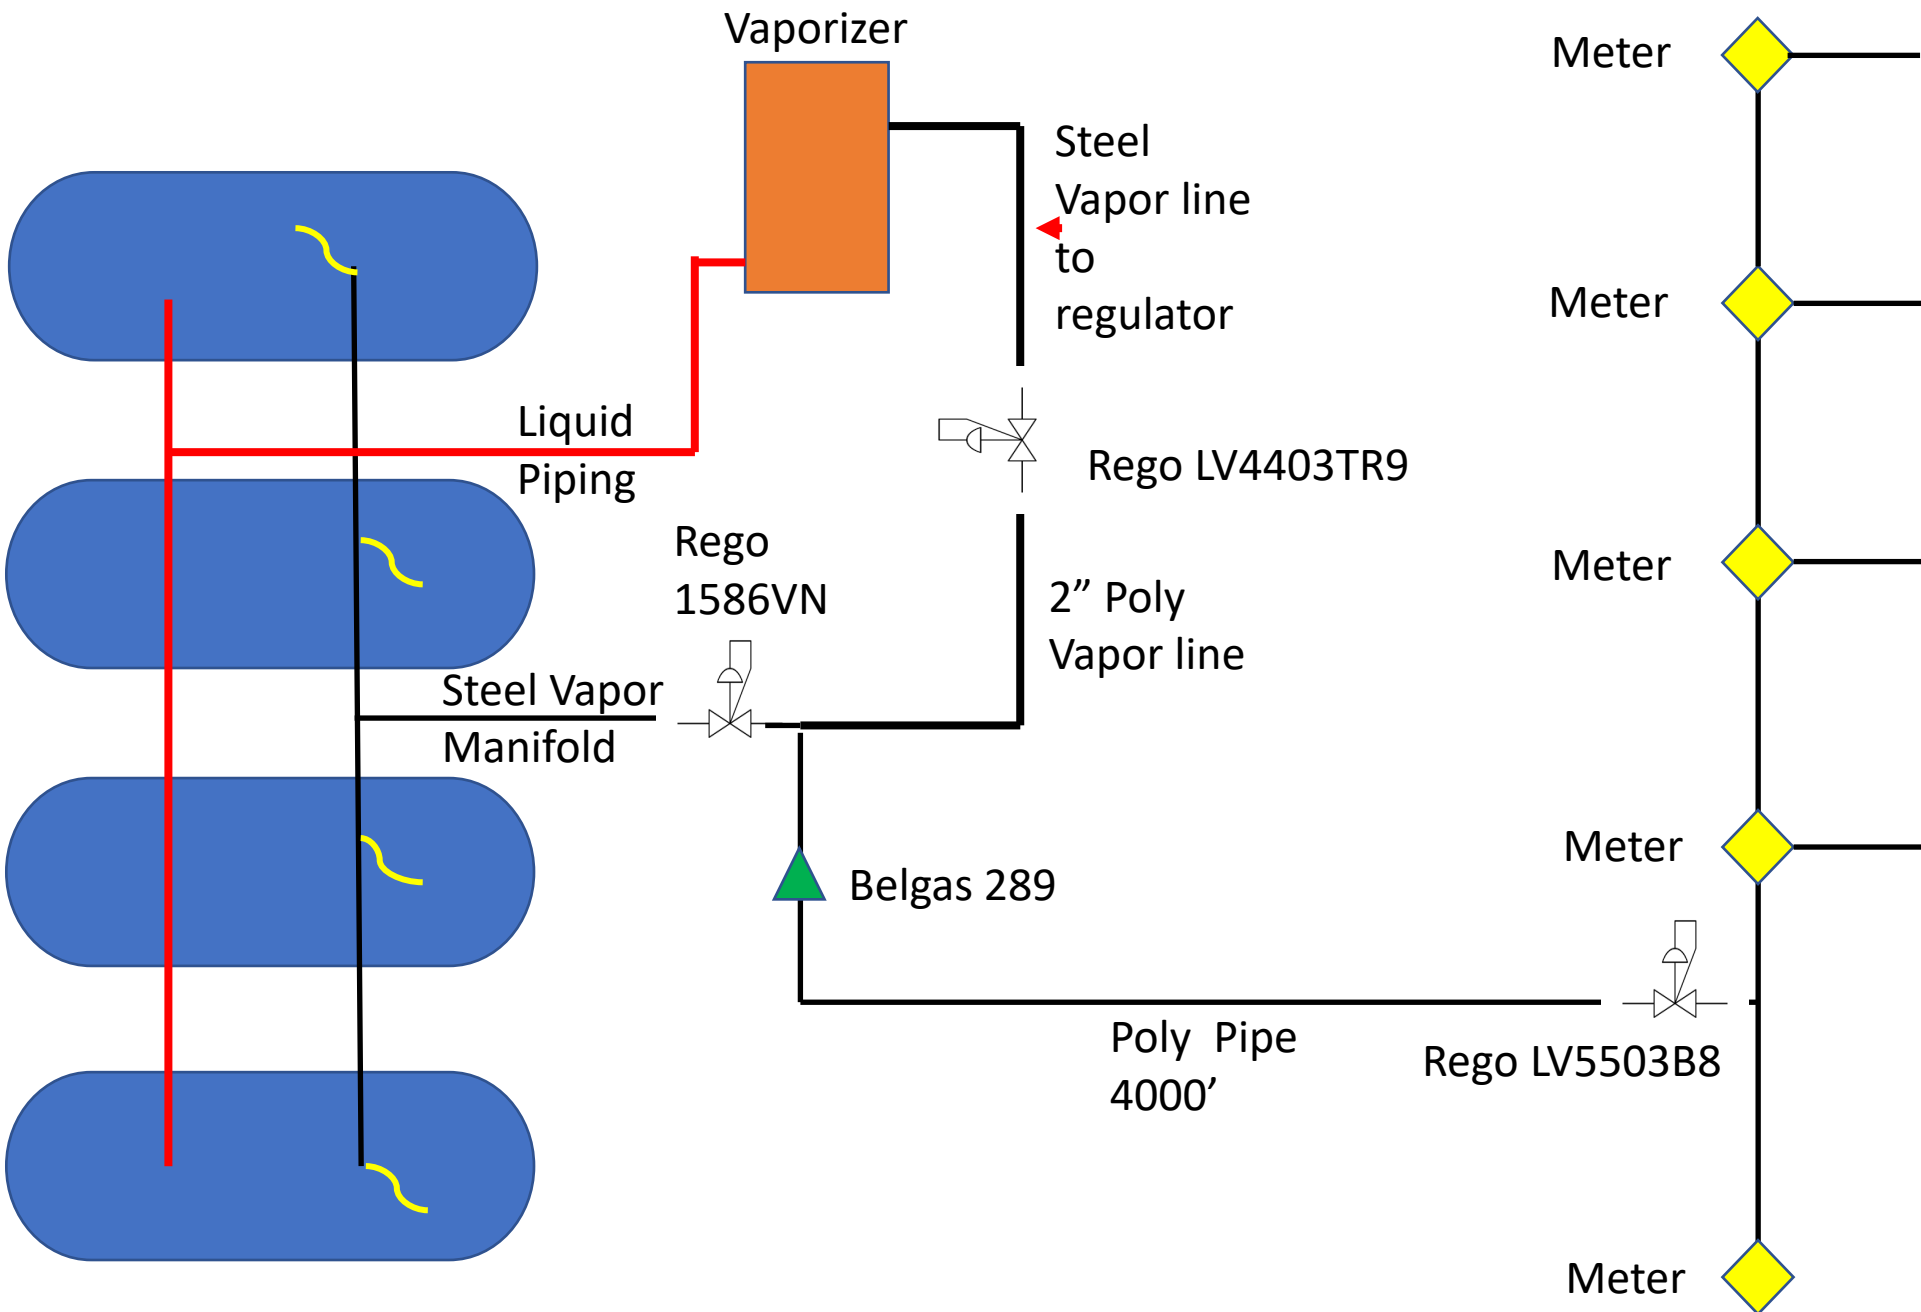 Vaporizer
Meter
Steel
Vapor line
to
regulator
Meter
Liquid
Piping
Rego LV4403TR9
Rego
1586VN
2” Poly
Vapor line
Meter
Steel Vapor
Manifold
Belgas 289
Meter
Poly  Pipe
4000’
Rego LV5503B8
Meter